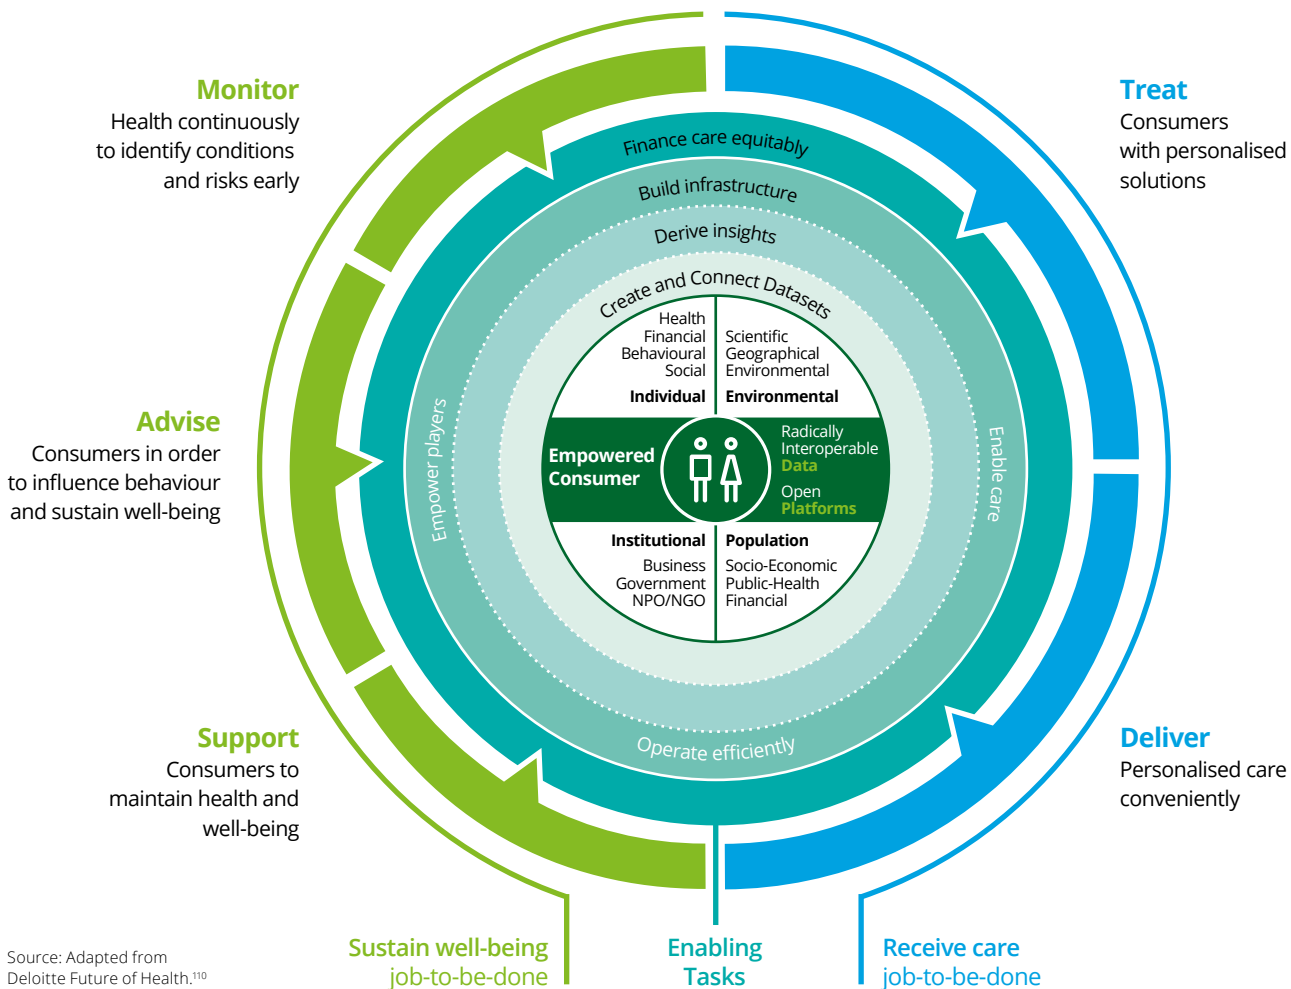 Monitor
Health continuously
to identify conditions
and risks early
Treat
Consumers
with personalised
solutions
Finance care equitably
Build infrastructure
Derive insights
Create and Connect Datasets
Health
Financial
Behavioural
Social
Individual
Scientific
Geographical
Environmental
Environmental
Advise
Consumers in order
to influence behaviour
and sustain well-being
Empower players
Empowered
Consumer
Radically
Interoperable
Data
Open
Platforms
Enable care
Institutional
Business
Government
NPO/NGO
Population
Socio-Economic
Public-Health
Financial
Operate efficiently
Support
Consumers to
maintain health and
well-being
Deliver
Personalised care
conveniently
Sustain well-being
job-to-be-done
Enabling
Tasks
Receive care
job-to-be-done
Source: Adapted from
Deloitte Future of Health.¹¹⁰